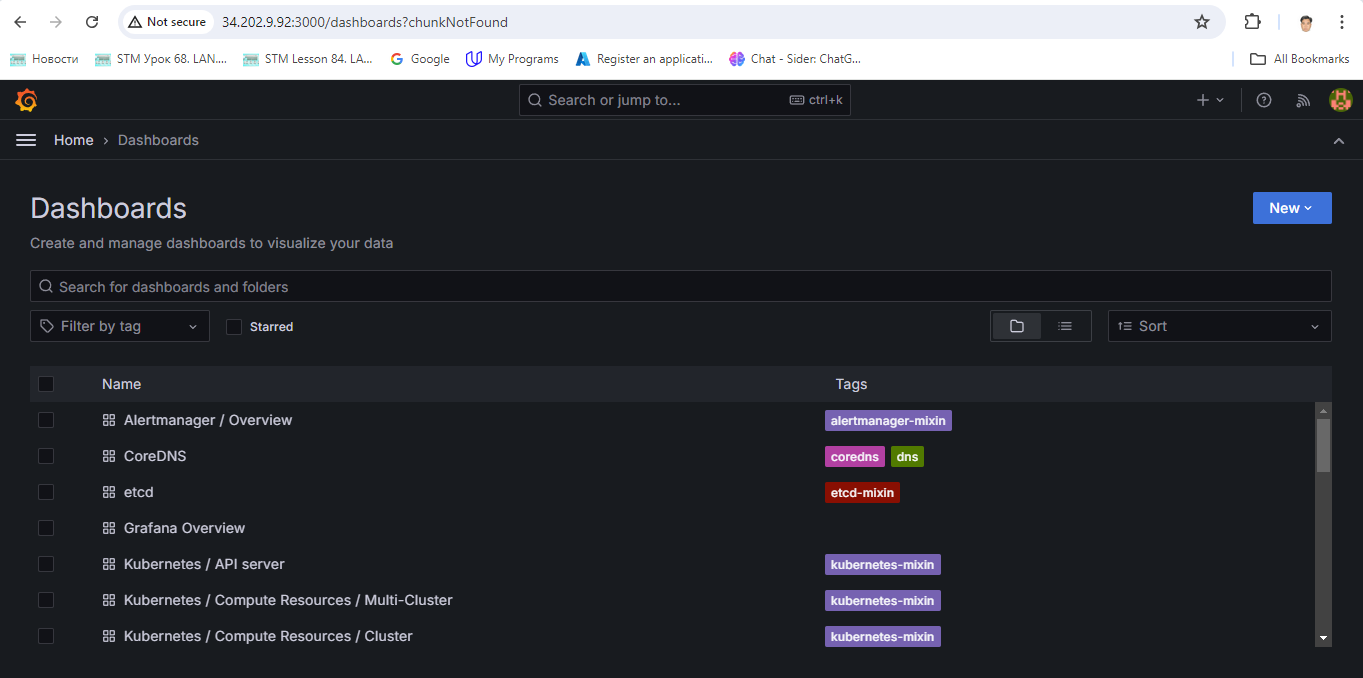 Not secure 34.202.9.92:3000/dashboards?chunkNotFound
Новости STM Урок 68. LAN.... STM Lesson 84. LA... Google My Programs Register an applicati... Chat - Sider: ChatG... All Bookmarks
Search or jump to... ctrl+k
Home › Dashboards
Dashboards
New
Create and manage dashboards to visualize your data
Search for dashboards and folders
Filter by tag Starred Sort
Name Tags
Alertmanager / Overview alertmanager-mixin
CoreDNS coredns dns
etcd etcd-mixin
Grafana Overview
Kubernetes / API server kubernetes-mixin
Kubernetes / Compute Resources / Multi-Cluster kubernetes-mixin
Kubernetes / Compute Resources / Cluster kubernetes-mixin